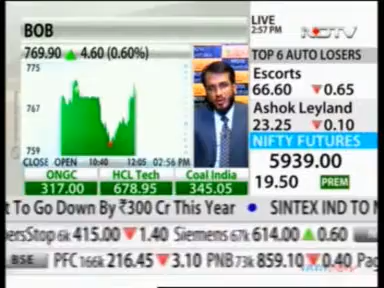 BOB
LIVE
2:57 PM
NDTV
769.90 ▲ 4.60 (0.60%)
TOP 6 AUTO LOSERS
775
767
759
Escorts
66.60 ▼0.65
Ashok Leyland
23.25 ▼0.10
CLOSE OPEN 10:40 12:05 02:56 PM
NIFTY FUTURES
5939.00
19.50 PREM
ONGC HCL Tech Coal India
317.00 678.95 345.05
t To Go Down By ₹300 Cr This Year ● SINTEX IND TO
ersStop 6k 415.00 ▼1.40 Siemens 67k 614.00 ▲0.60
BSE PFC 166k 216.45 ▼3.10 PNB 73k 859.10 ▼0.40 Pag